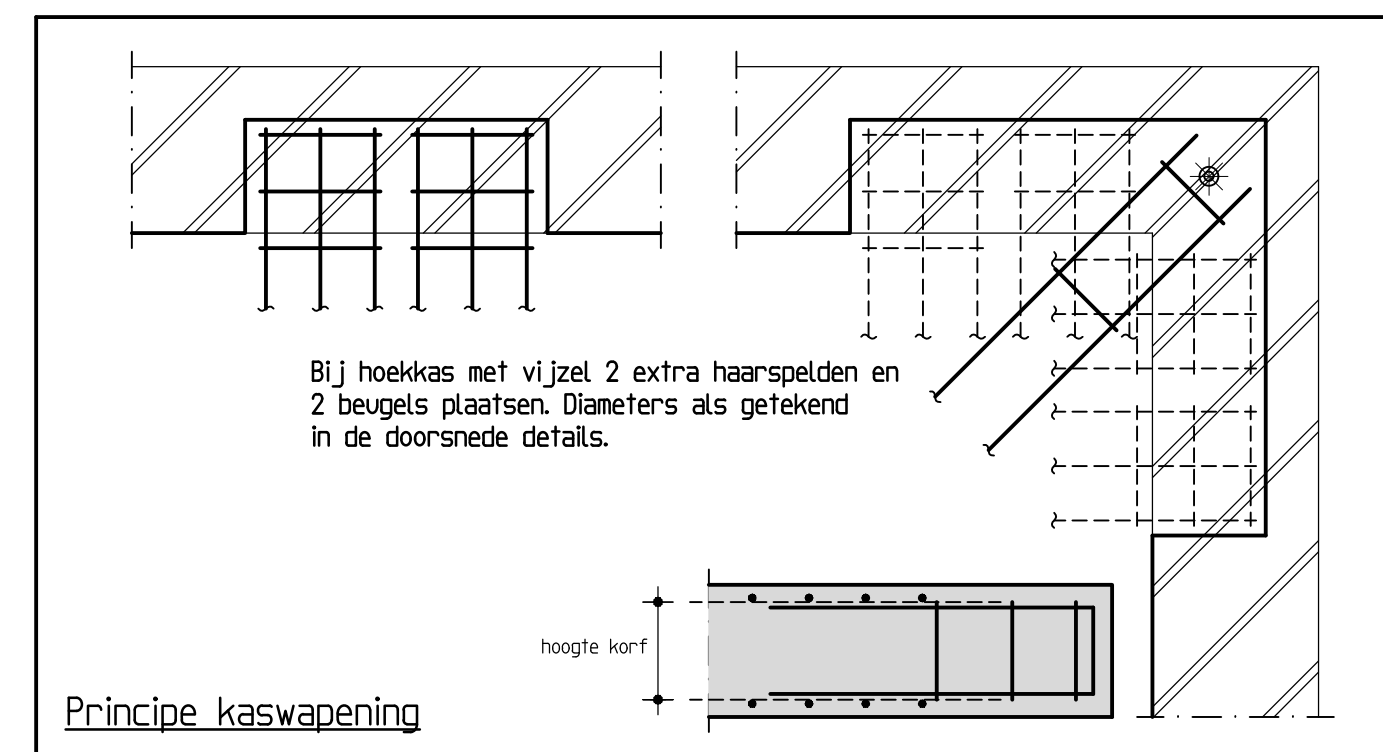 Bij hoekkas met vijzel 2 extra haarspelden en
2 beugels plaatsen. Diameters als getekend
in de doorsnede details.
hoogte korf
Principe kaswapening